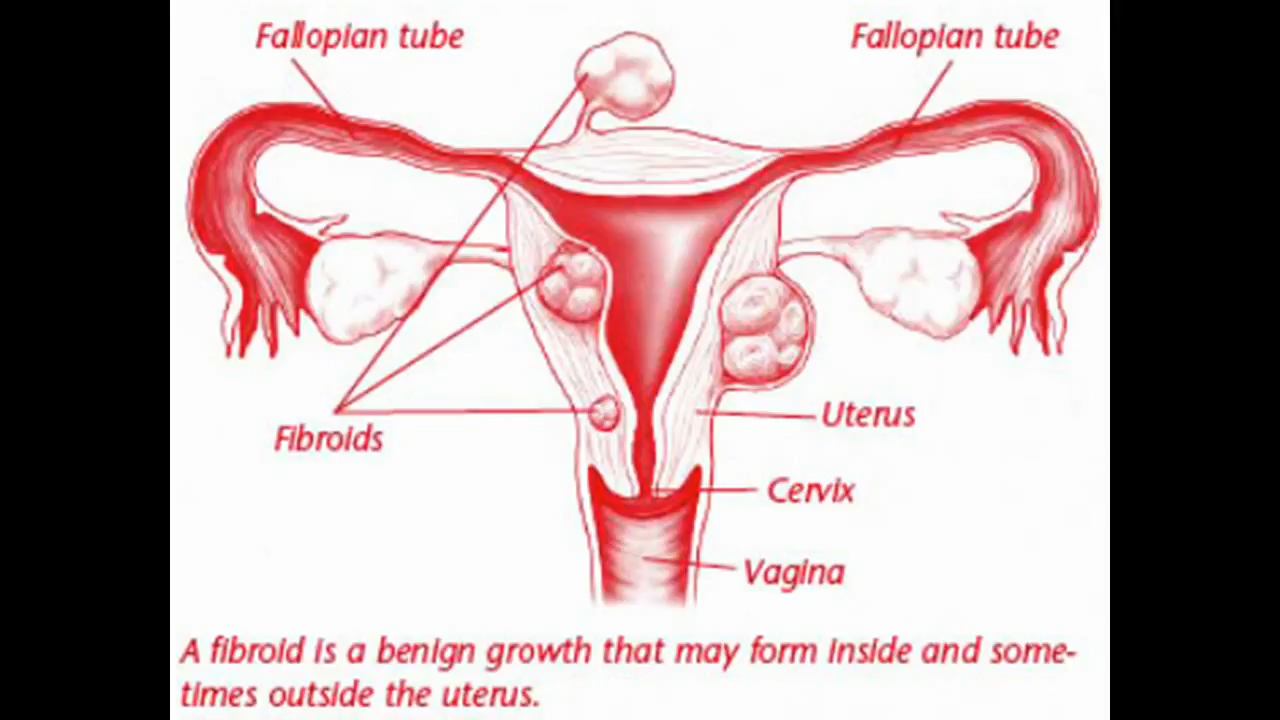 Fallopian tube
Fallopian tube
Fibroids
Uterus
Cervix
Vagina
A fibroid is a benign growth that may form inside and some-
times outside the uterus.